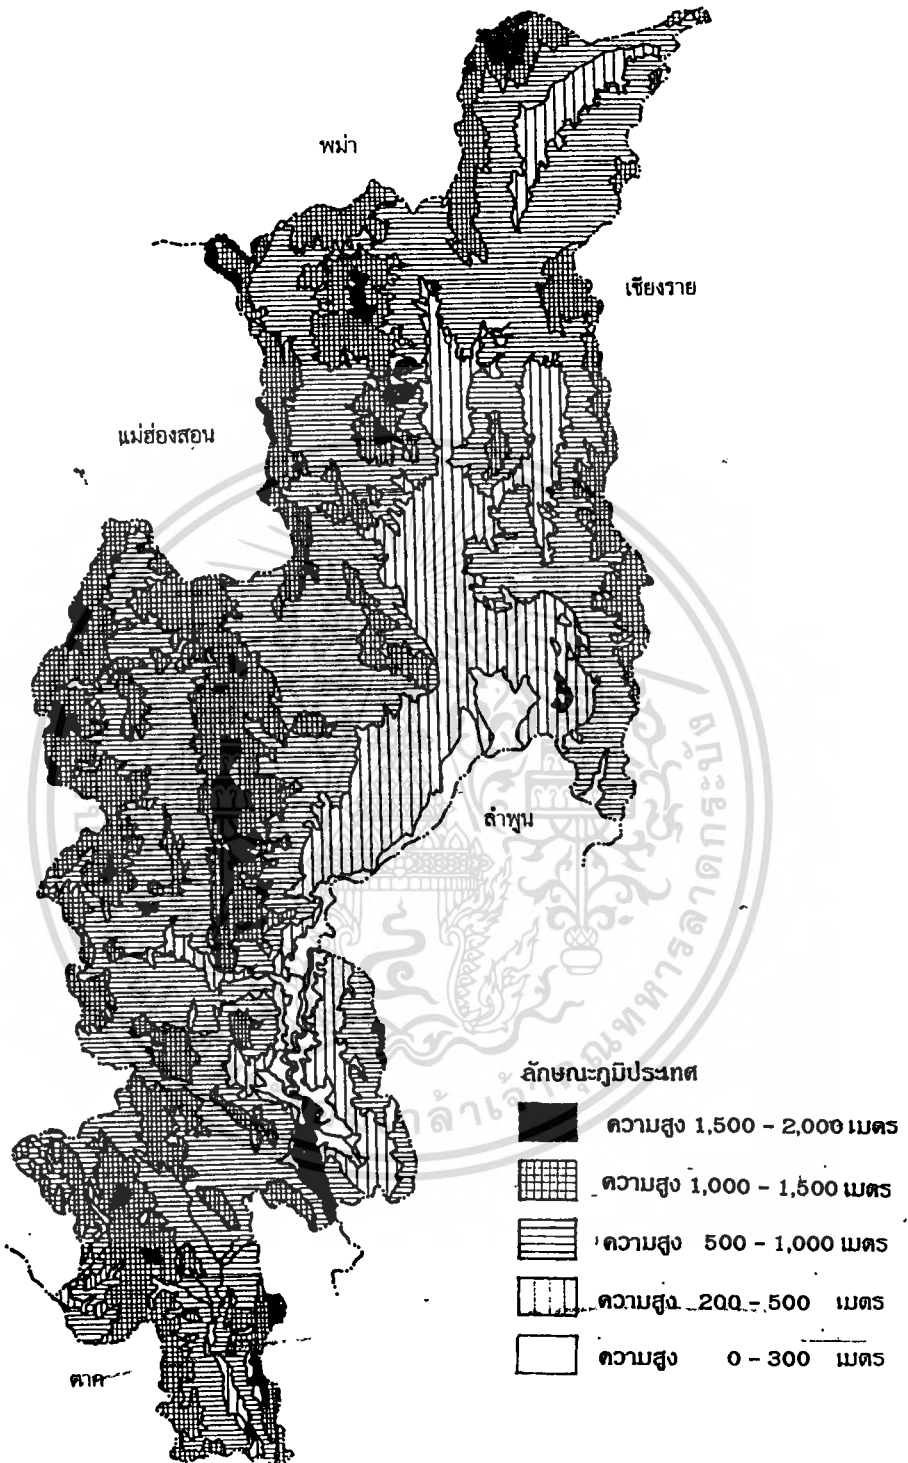 พม่า
เชียงราย
แม่ฮ่องสอน
ลำพูน
ตาก
ลักษณะภูมิประเทศ
ความสูง 1,500 - 2,000 เมตร
ความสูง 1,000 - 1,500 เมตร
ความสูง 500 - 1,000 เมตร
ความสูง 200 - 500 เมตร
ความสูง 0 - 300 เมตร